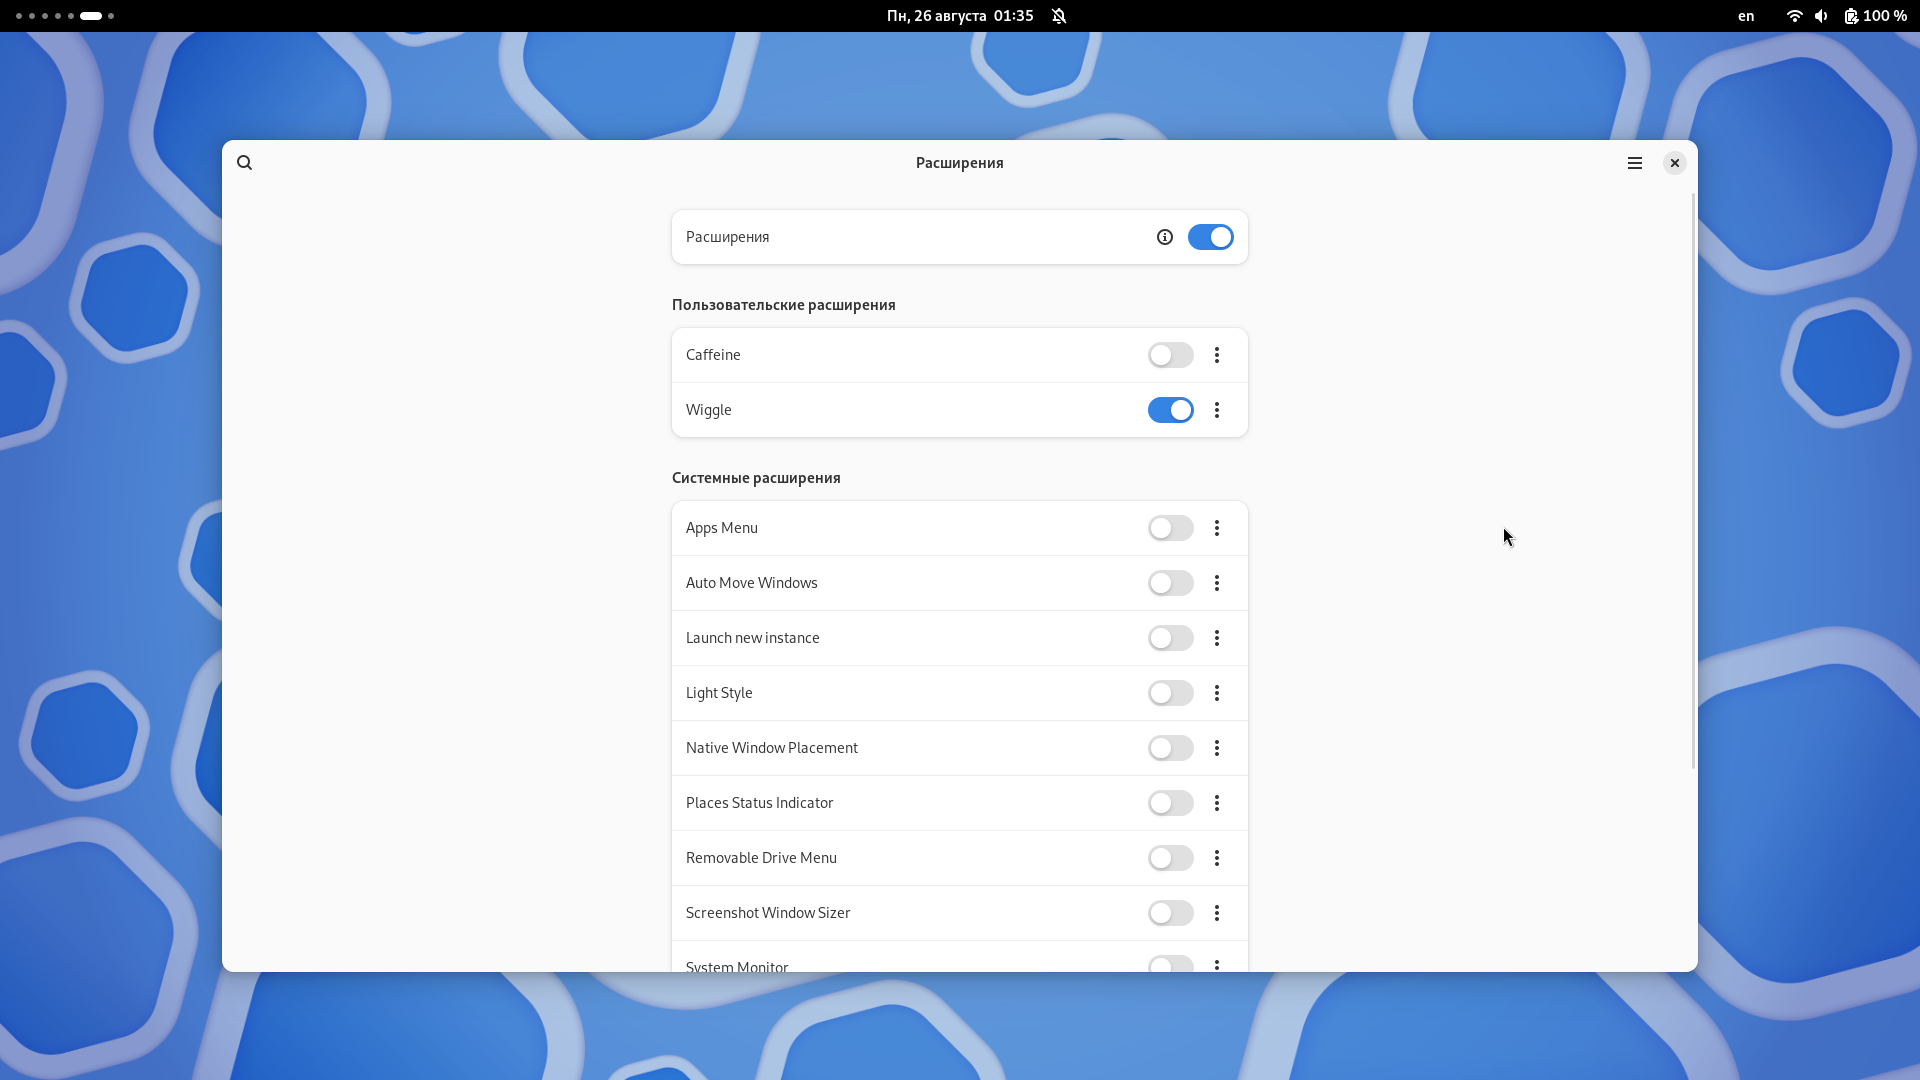 Пн, 26 августа 01:35
en
100 %
Расширения
Расширения
Пользовательские расширения
Caffeine
Wiggle
Системные расширения
Apps Menu
Auto Move Windows
Launch new instance
Light Style
Native Window Placement
Places Status Indicator
Removable Drive Menu
Screenshot Window Sizer
System Monitor